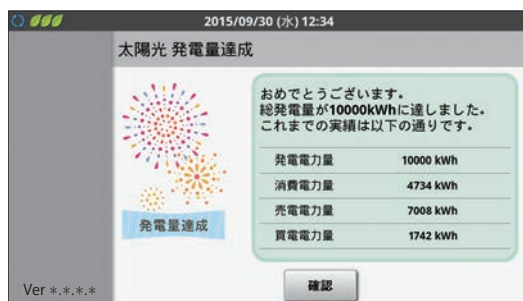 2015/09/30 (水) 12:34
太陽光 発電量達成
おめでとうございます。
総発電量が10000kWhに達しました。
これまでの実績は以下の通りです。
発電電力量 10000 kWh
消費電力量 4734 kWh
売電電力量 7008 kWh
買電電力量 1742 kWh
発電量達成
確認
Ver *.*.*.*